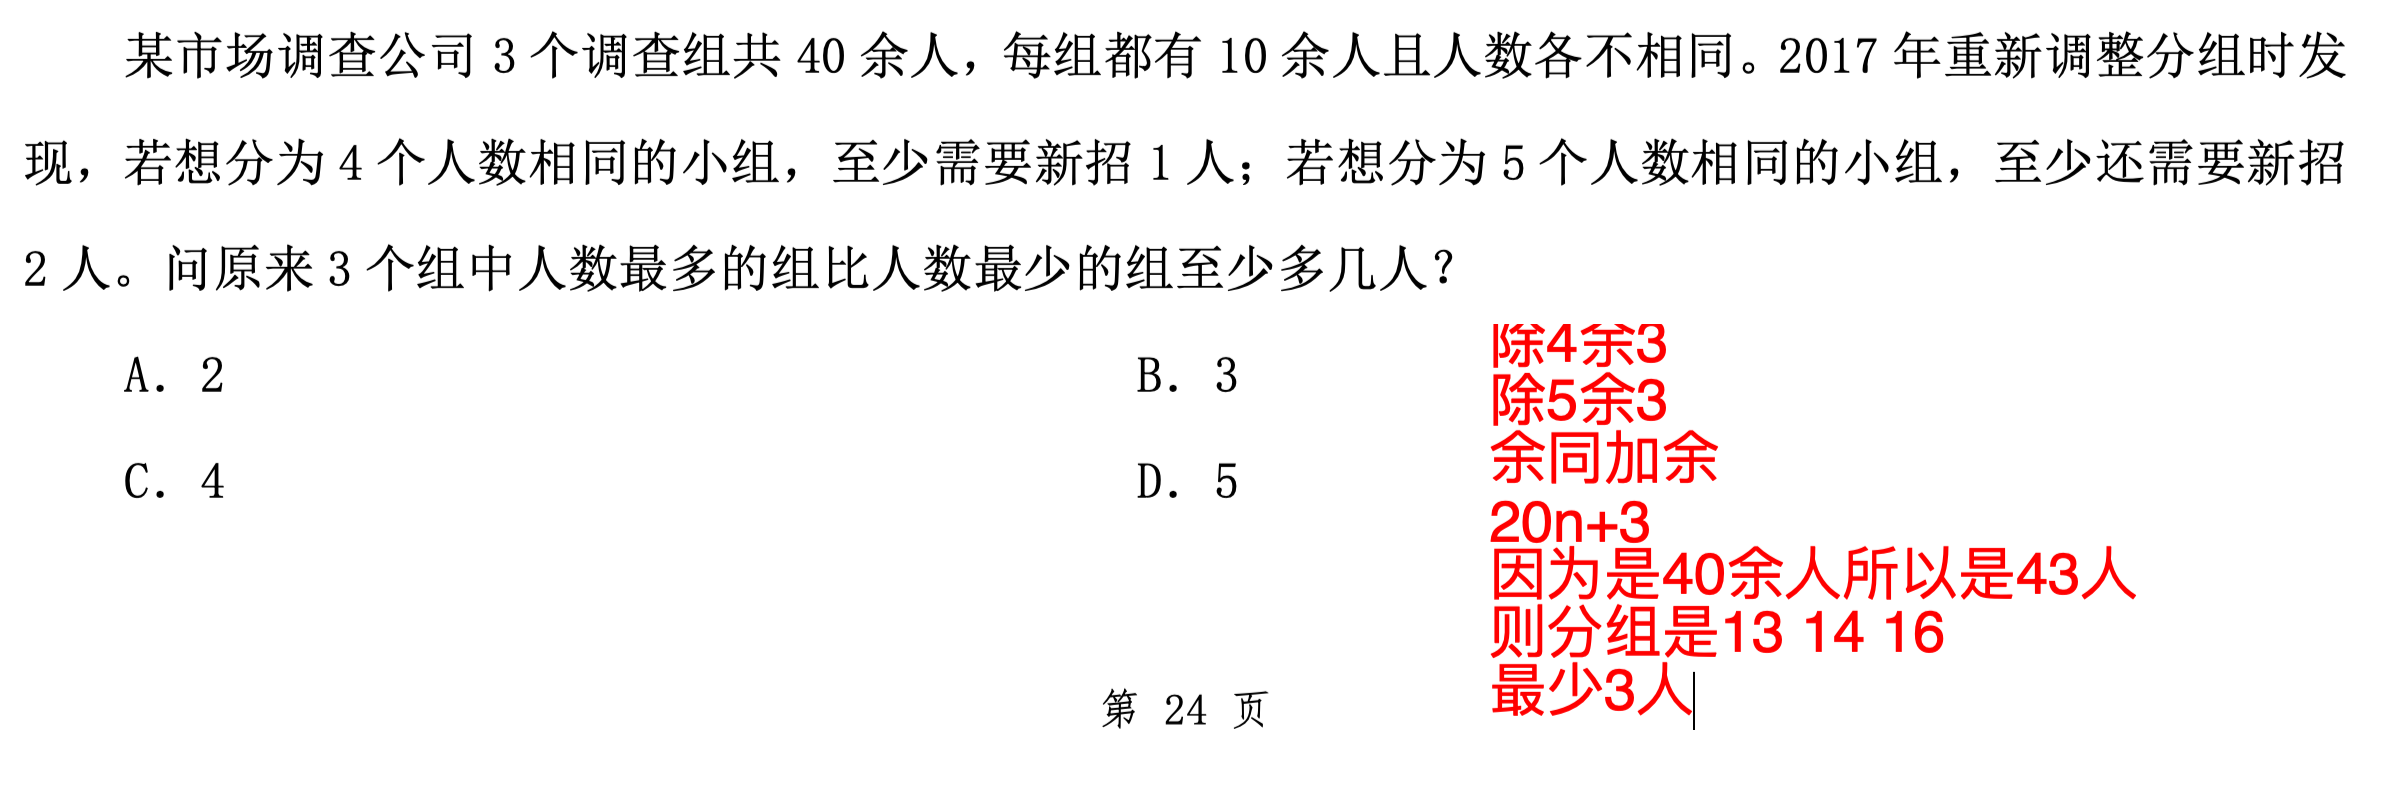 某市场调查公司 3 个调查组共 40 余人，每组都有 10 余人且人数各不相同。2017 年重新调整分组时发
现，若想分为 4 个人数相同的小组，至少需要新招 1 人；若想分为 5 个人数相同的小组，至少还需要新招
2 人。问原来 3 个组中人数最多的组比人数最少的组至少多几人？
A. 2
B. 3
C. 4
D. 5
除4余3
除5余3
余同加余
20n+3
因为是40余人所以是43人
则分组是13 14 16
最少3人
第 24 页